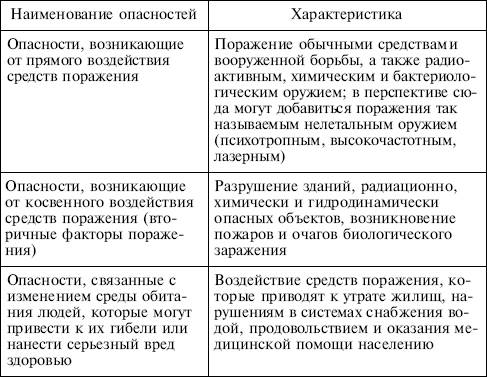 Наименование опасностей
Характеристика
Опасности, возникающие
от прямого воздействия
средств поражения
Поражение обычными средствами
вооруженной борьбы, а также радио-
активным, химическим и бактериоло-
гическим оружием; в перспективе сю-
да могут добавиться поражения так
называемым нелетальным оружием
(психотропным, высокочастотным,
лазерным)
Опасности, возникающие
от косвенного воздействия
средств поражения (вто-
ричные факторы пораже-
ния)
Разрушение зданий, радиационно,
химически и гидродинамически
опасных объектов, возникновение
пожаров и очагов биологического
заражения
Опасности, связанные с
изменением среды обита-
ния людей, которые могут
привести к их гибели или
нанести серьезный вред
здоровью
Воздействие средств поражения, ко-
торые приводят к утрате жилищ, на-
рушениям в системах снабжения во-
дой, продовольствием и оказания ме-
дицинской помощи населению